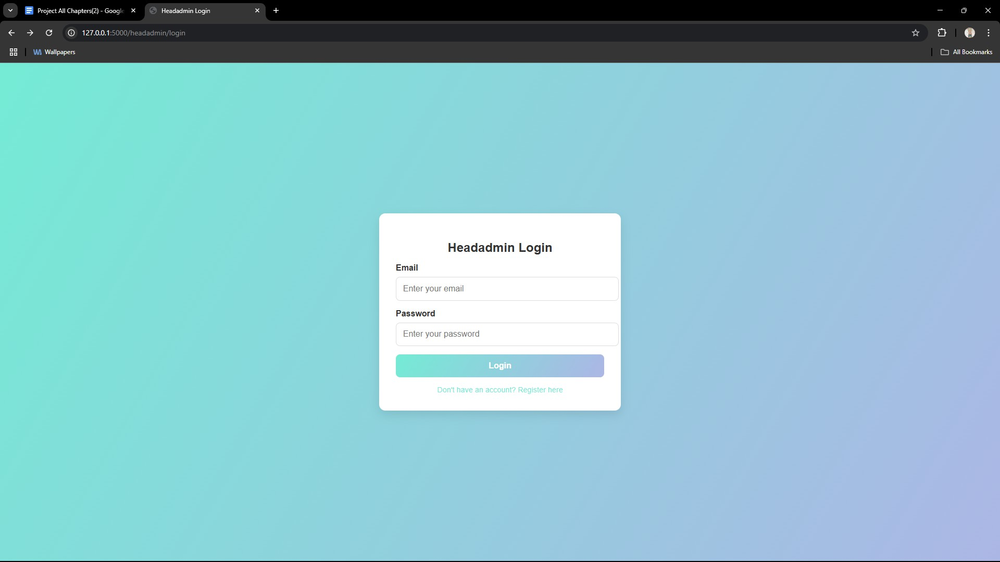 Project All Chapters(2) - Google
Headadmin Login
127.0.0.1:5000/headadmin/login
Wallpapers
All Bookmarks
Headadmin Login
Email
Enter your email
Password
Enter your password
Login
Don't have an account? Register here